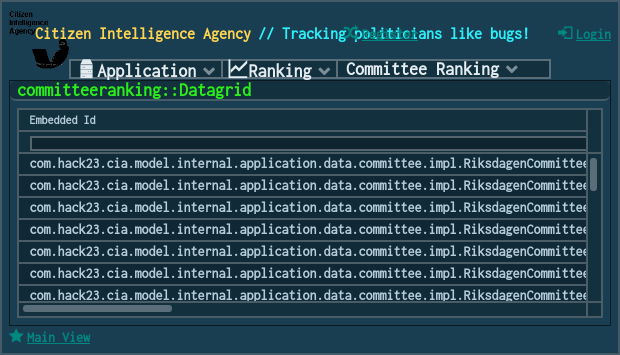 Citizen
Intelligence
Agency
Citizen Intelligence Agency // Tracking politicians like bugs!
Login
Application
Ranking
Committee Ranking
committeeranking::Datagrid
Embedded Id
com.hack23.cia.model.internal.application.data.committee.impl.RiksdagenCommittee
com.hack23.cia.model.internal.application.data.committee.impl.RiksdagenCommittee
com.hack23.cia.model.internal.application.data.committee.impl.RiksdagenCommittee
com.hack23.cia.model.internal.application.data.committee.impl.RiksdagenCommittee
com.hack23.cia.model.internal.application.data.committee.impl.RiksdagenCommittee
com.hack23.cia.model.internal.application.data.committee.impl.RiksdagenCommittee
com.hack23.cia.model.internal.application.data.committee.impl.RiksdagenCommittee
Main View